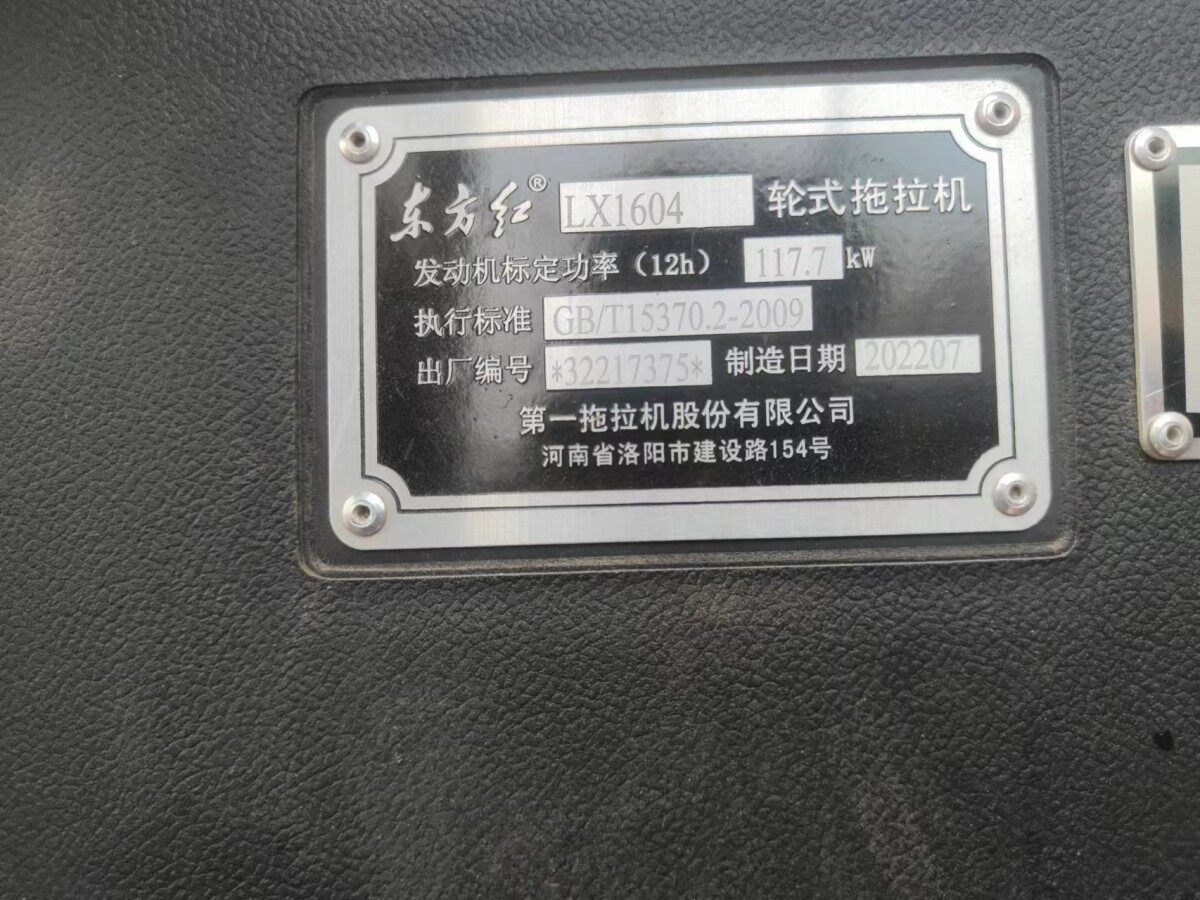 东方红® LX1604 轮式拖拉机
发动机标定功率（12h） 117.7 kW
执行标准 GB/T15370.2-2009
出厂编号 *32217375* 制造日期 202207
第一拖拉机股份有限公司
河南省洛阳市建设路154号